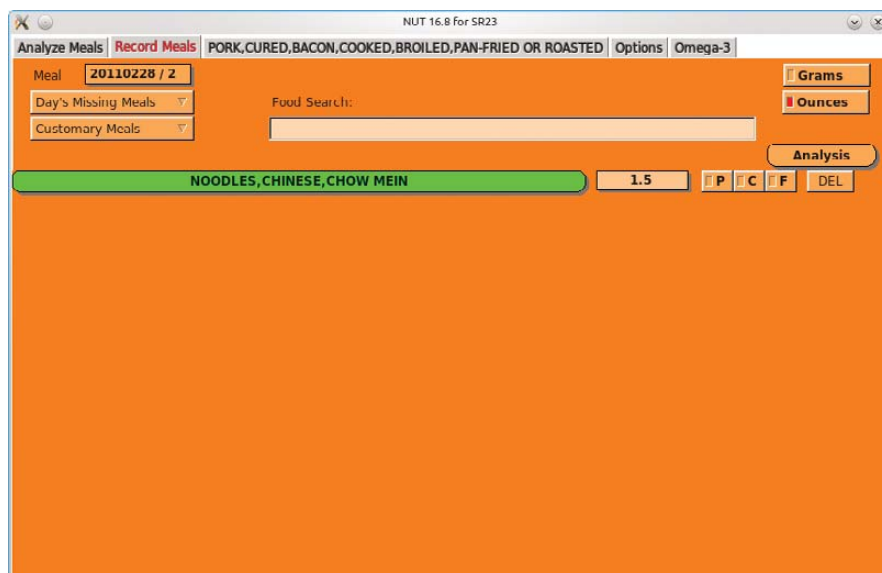 NUT 16.8 for SR23
Analyze Meals Record Meals PORK,CURED,BACON,COOKED,BROILED,PAN-FRIED OR ROASTED Options Omega-3
Meal 20110228 / 2 Grams
Day's Missing Meals Food Search: Ounces
Customary Meals
Analysis
NOODLES,CHINESE,CHOW MEIN 1.5 P C F DEL